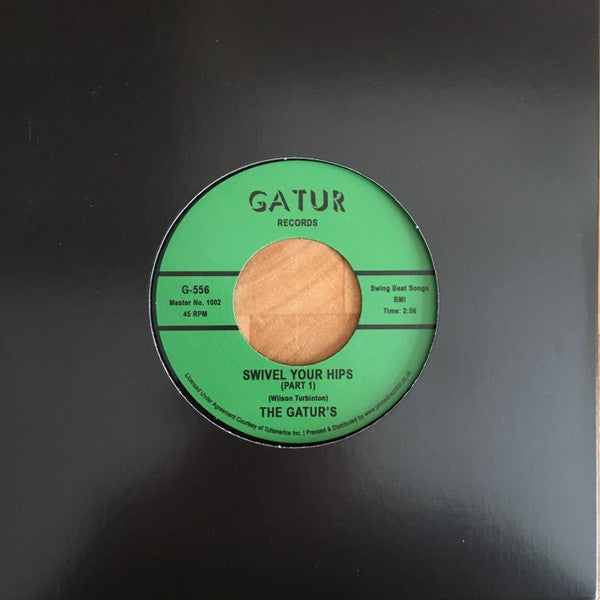 GATUR
RECORDS
G-556
Master No. 1002
45 RPM
Swing Beat Songs
BMI
Time: 2:56
SWIVEL YOUR HIPS
(PART 1)
(Wilson Turbinton)
THE GATUR'S
Licensed Under Agreement Courtesy of Tufamerica Inc. | Pressed & Distributed by